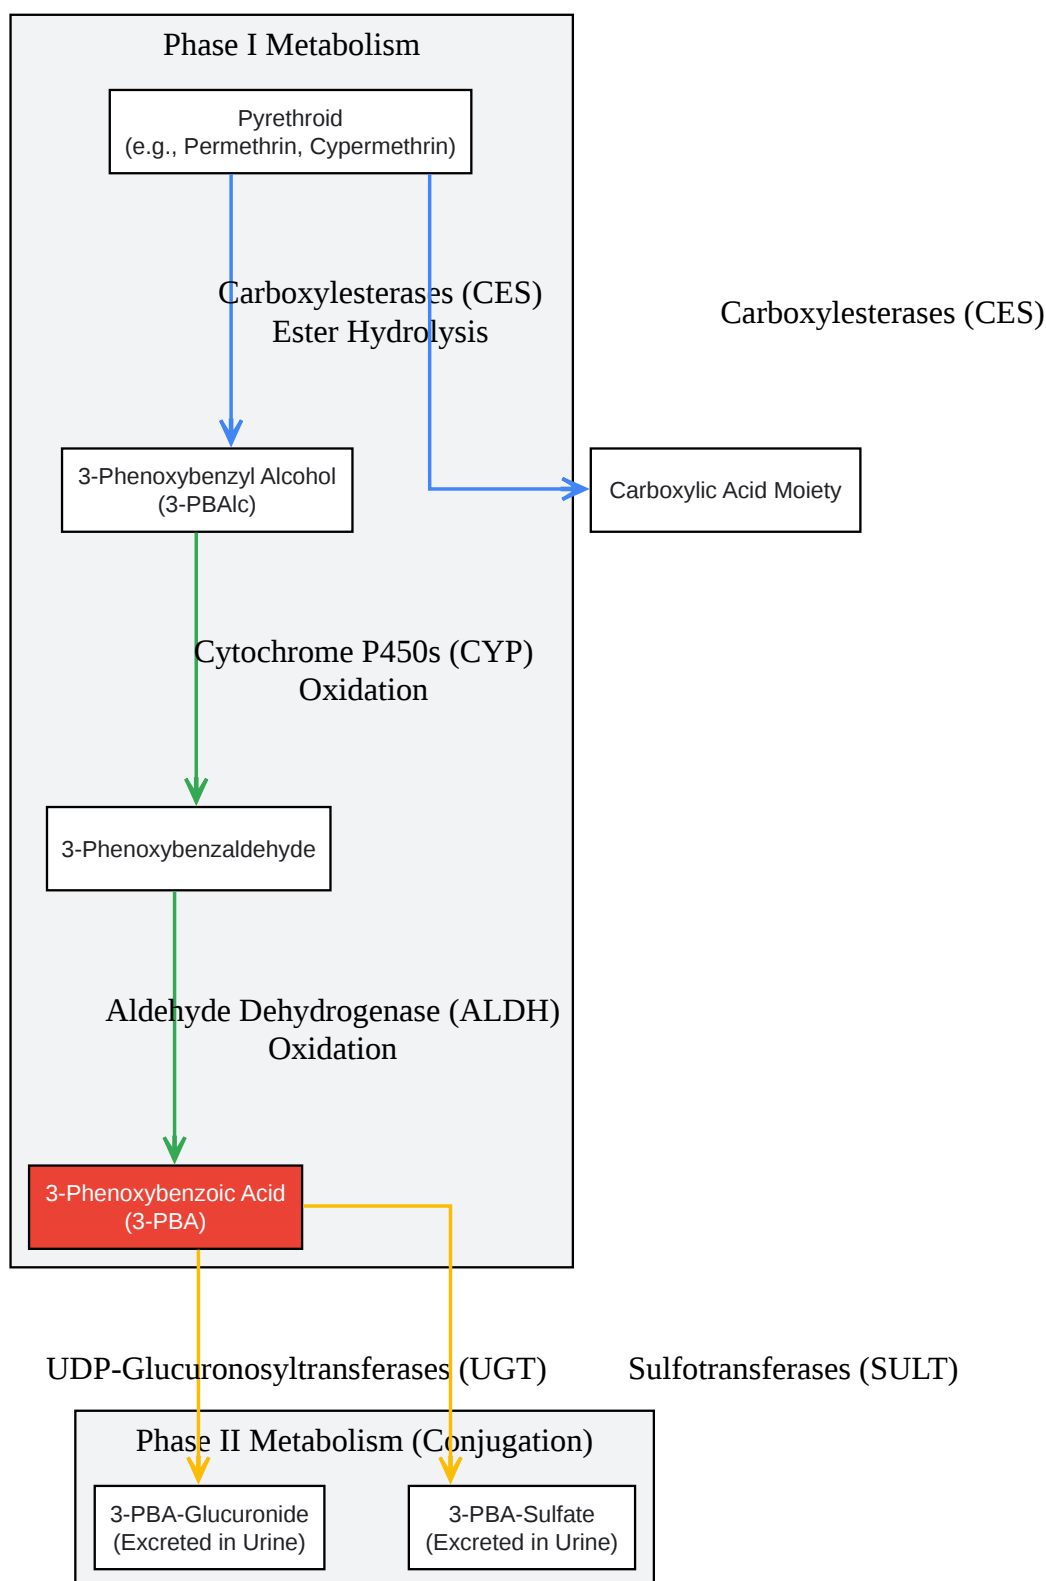 Phase I Metabolism
Pyrethroid
(e.g., Permethrin, Cypermethrin)
Carboxylesterases (CES)
Ester Hydrolysis
Carboxylesterases (CES)
3-Phenoxybenzyl Alcohol
(3-PBAlc)
Carboxylic Acid Moiety
Cytochrome P450s (CYP)
Oxidation
3-Phenoxybenzaldehyde
Aldehyde Dehydrogenase (ALDH)
Oxidation
3-Phenoxybenzoic Acid
(3-PBA)
UDP-Glucuronosyltransferases (UGT)
Sulfotransferases (SULT)
Phase II Metabolism (Conjugation)
3-PBA-Glucuronide
(Excreted in Urine)
3-PBA-Sulfate
(Excreted in Urine)